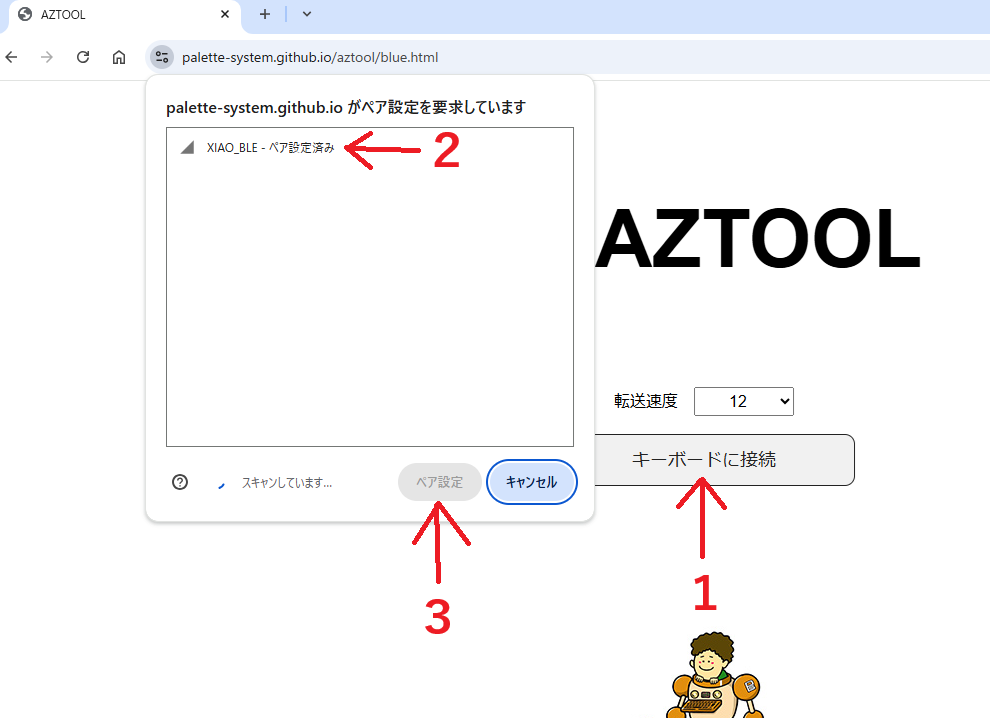 AZTOOL
palette-system.github.io/aztool/blue.html
palette-system.github.io がペア設定を要求しています
XIAO_BLE - ペア設定済み
2
AZTOOL
転送速度 12
キーボードに接続
スキャンしています...
ペア設定
キャンセル
1
3